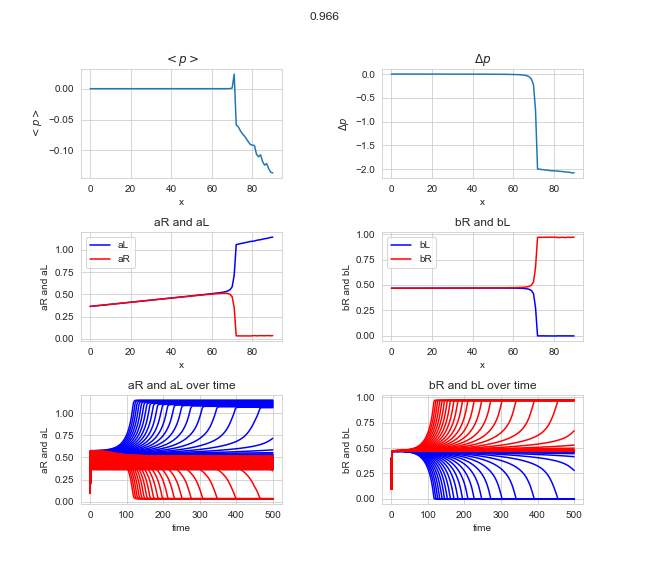 0.966
< p >
Δp
< p >
0.00
−0.05
−0.10
0 20 40 60 80
x
Δp
0.0
−0.5
−1.0
−1.5
−2.0
0 20 40 60 80
x
aR and aL
bR and bL
aR and aL
1.00
0.75
0.50
0.25
0.00
aL
aR
0 20 40 60 80
x
bR and bL
1.00
0.75
0.50
0.25
0.00
bL
bR
0 20 40 60 80
x
aR and aL over time
bR and bL over time
aR and aL
1.00
0.75
0.50
0.25
0.00
0 100 200 300 400 500
time
bR and bL
1.00
0.75
0.50
0.25
0.00
0 100 200 300 400 500
time